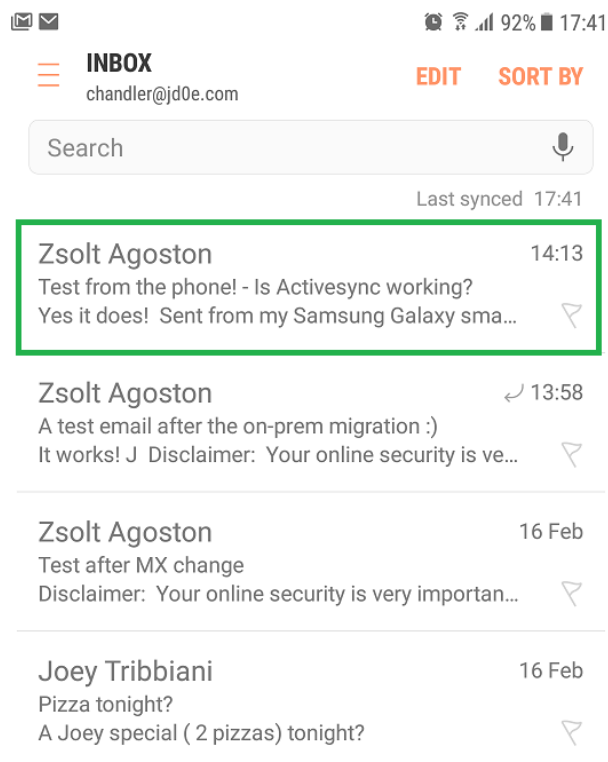 92% 17:41
INBOX
chandler@jd0e.com
EDIT SORT BY
Search
Last synced 17:41
Zsolt Agoston 14:13
Test from the phone! - Is Activesync working?
Yes it does! Sent from my Samsung Galaxy sma...
Zsolt Agoston 13:58
A test email after the on-prem migration :)
It works! J Disclaimer: Your online security is ve...
Zsolt Agoston 16 Feb
Test after MX change
Disclaimer: Your online security is very importan...
Joey Tribbiani 16 Feb
Pizza tonight?
A Joey special ( 2 pizzas) tonight?